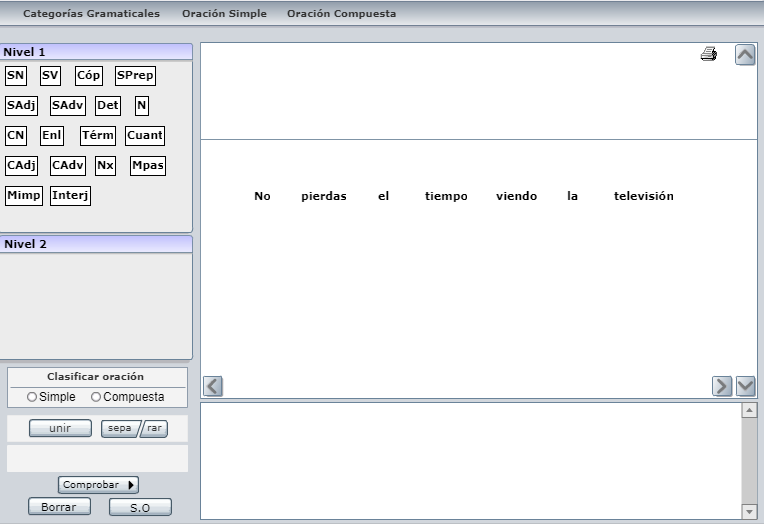 Categorías Gramaticales Oración Simple Oración Compuesta
Nivel 1
SN SV Cóp SPrep
SAdj SAdv Det N
CN Enl Térm Cuant
CAdj CAdv Nx Mpas
Mimp Interj
Nivel 2
Clasificar oración
Simple Compuesta
unir sepa/rar
Comprobar
Borrar S.O
No pierdas el tiempo viendo la televisión